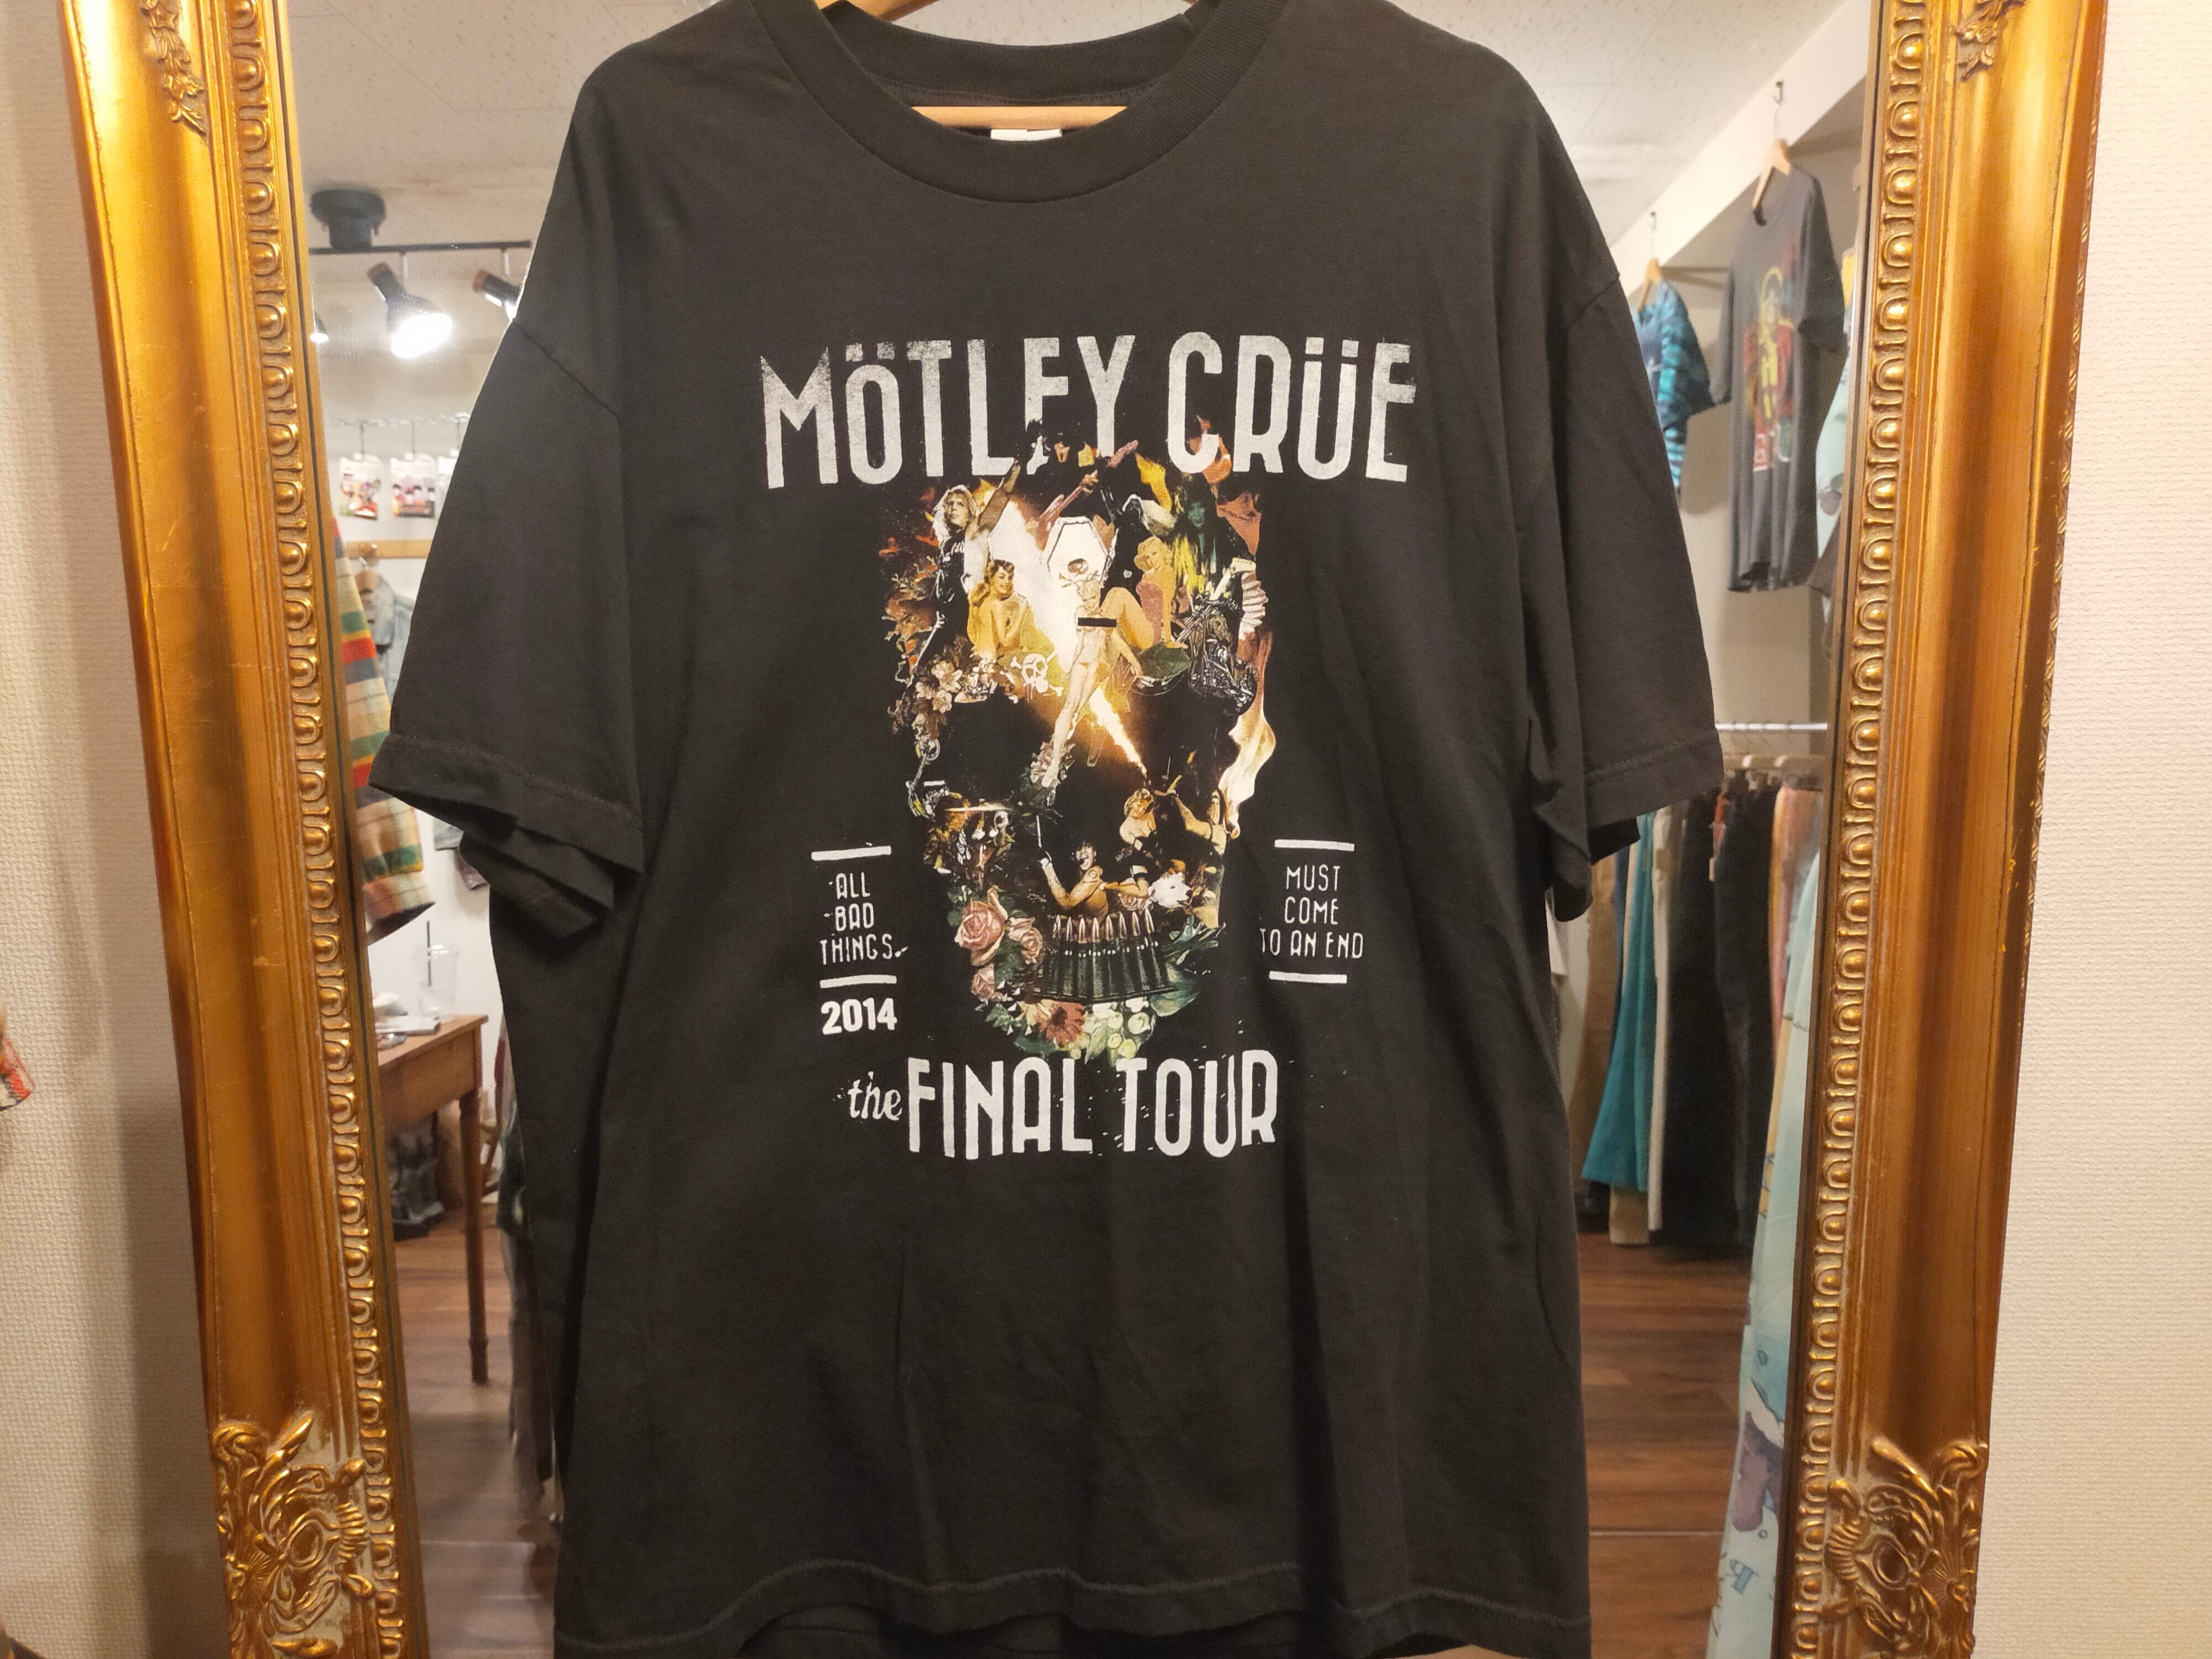 MÖTLEY CRÜE
ALL
BAD
THINGS
2014
MUST
COME
TO AN END
the FINAL TOUR